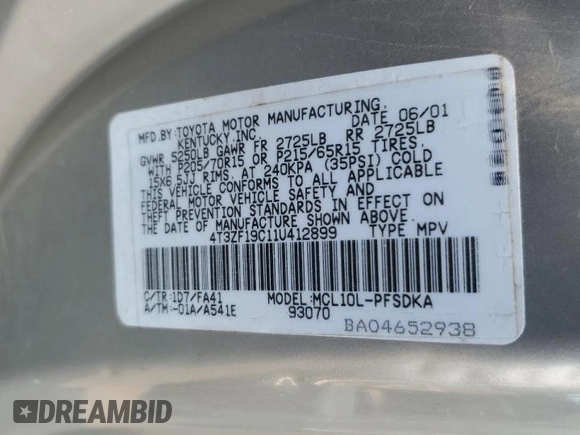 MFD.BY:TOYOTA MOTOR MANUFACTURING,
KENTUCKY,INC. DATE 06/01
GVWR 5250LB GAWR FR 2725LB RR 2725LB
WITH P205/70R15 OR P215/65R15 TIRES,
15X6.5JJ RIMS, AT 240KPA (35PSI) COLD
THIS VEHICLE CONFORMS TO ALL APPLICABLE
FEDERAL MOTOR VEHICLE SAFETY AND
THEFT PREVENTION STANDARDS IN EFFECT ON
THE DATE OF MANUFACTURE SHOWN ABOVE.
4T3ZF19C11U412899 TYPE MPV
C/TR:1D7/FA41 MODEL:MCL10L-PFSDKA
A/TM:-01A/A541E 93070
BA04652938
DREAMBID